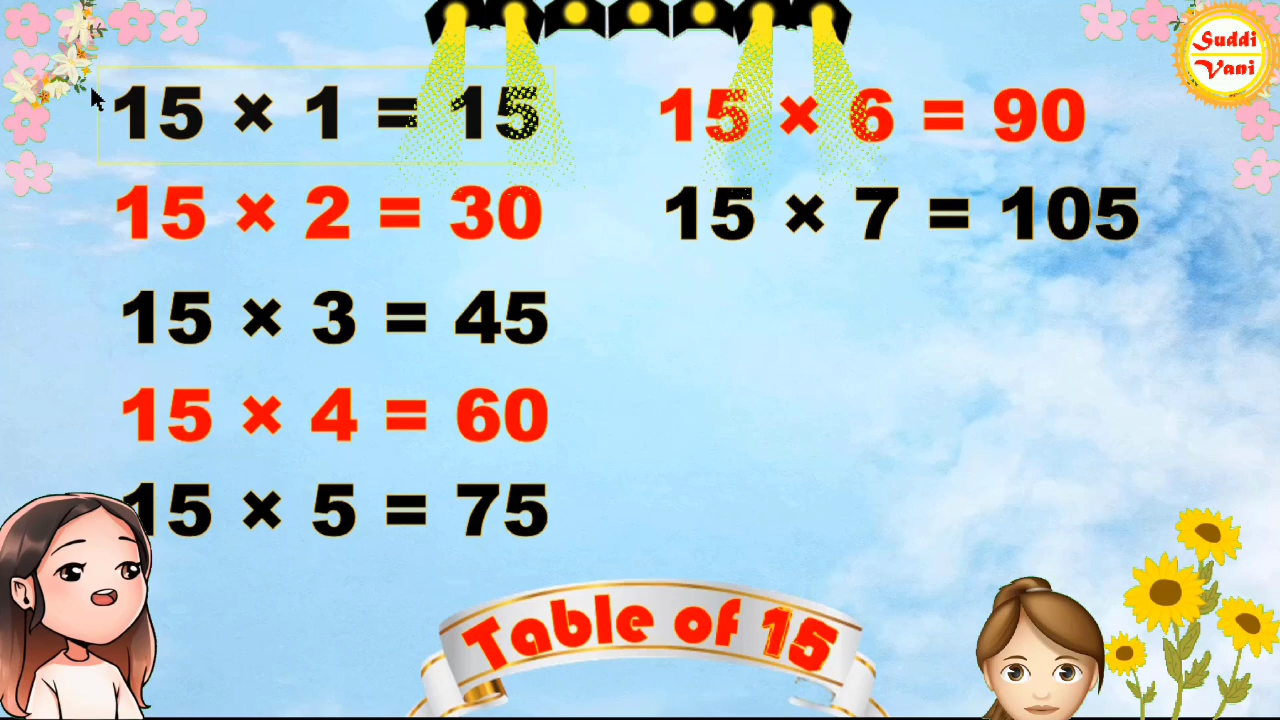 15 × 1 = 15
15 × 2 = 30
15 × 3 = 45
15 × 4 = 60
15 × 5 = 75
15 × 6 = 90
15 × 7 = 105
Suddi
Vani
Table of 15